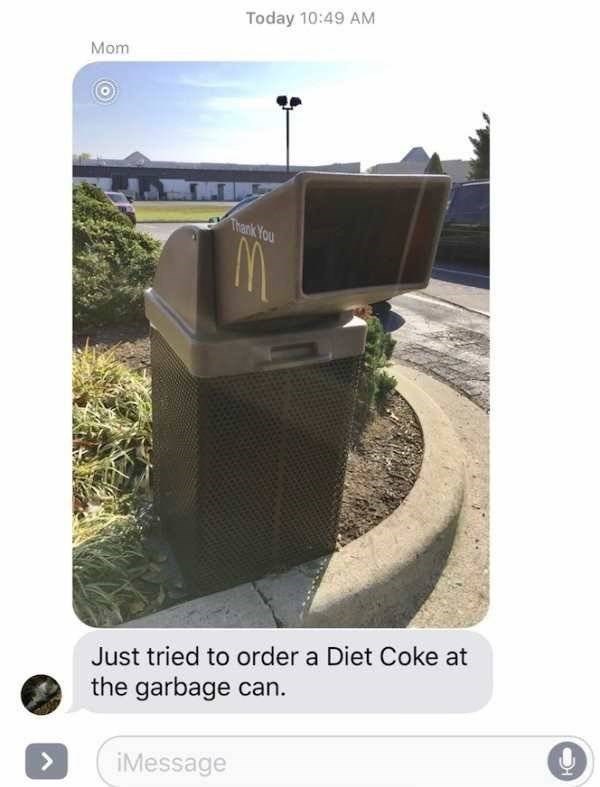 Today 10:49 AM
Mom
Thank You
M
Just tried to order a Diet Coke at
the garbage can.
iMessage